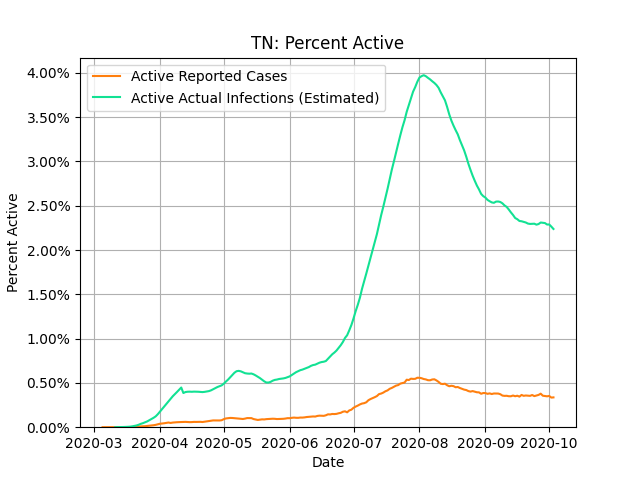 TN: Percent Active
Active Reported Cases
Active Actual Infections (Estimated)
4.00%
3.50%
3.00%
2.50%
2.00%
1.50%
1.00%
0.50%
0.00%
Percent Active
2020-03 2020-04 2020-05 2020-06 2020-07 2020-08 2020-09 2020-10
Date